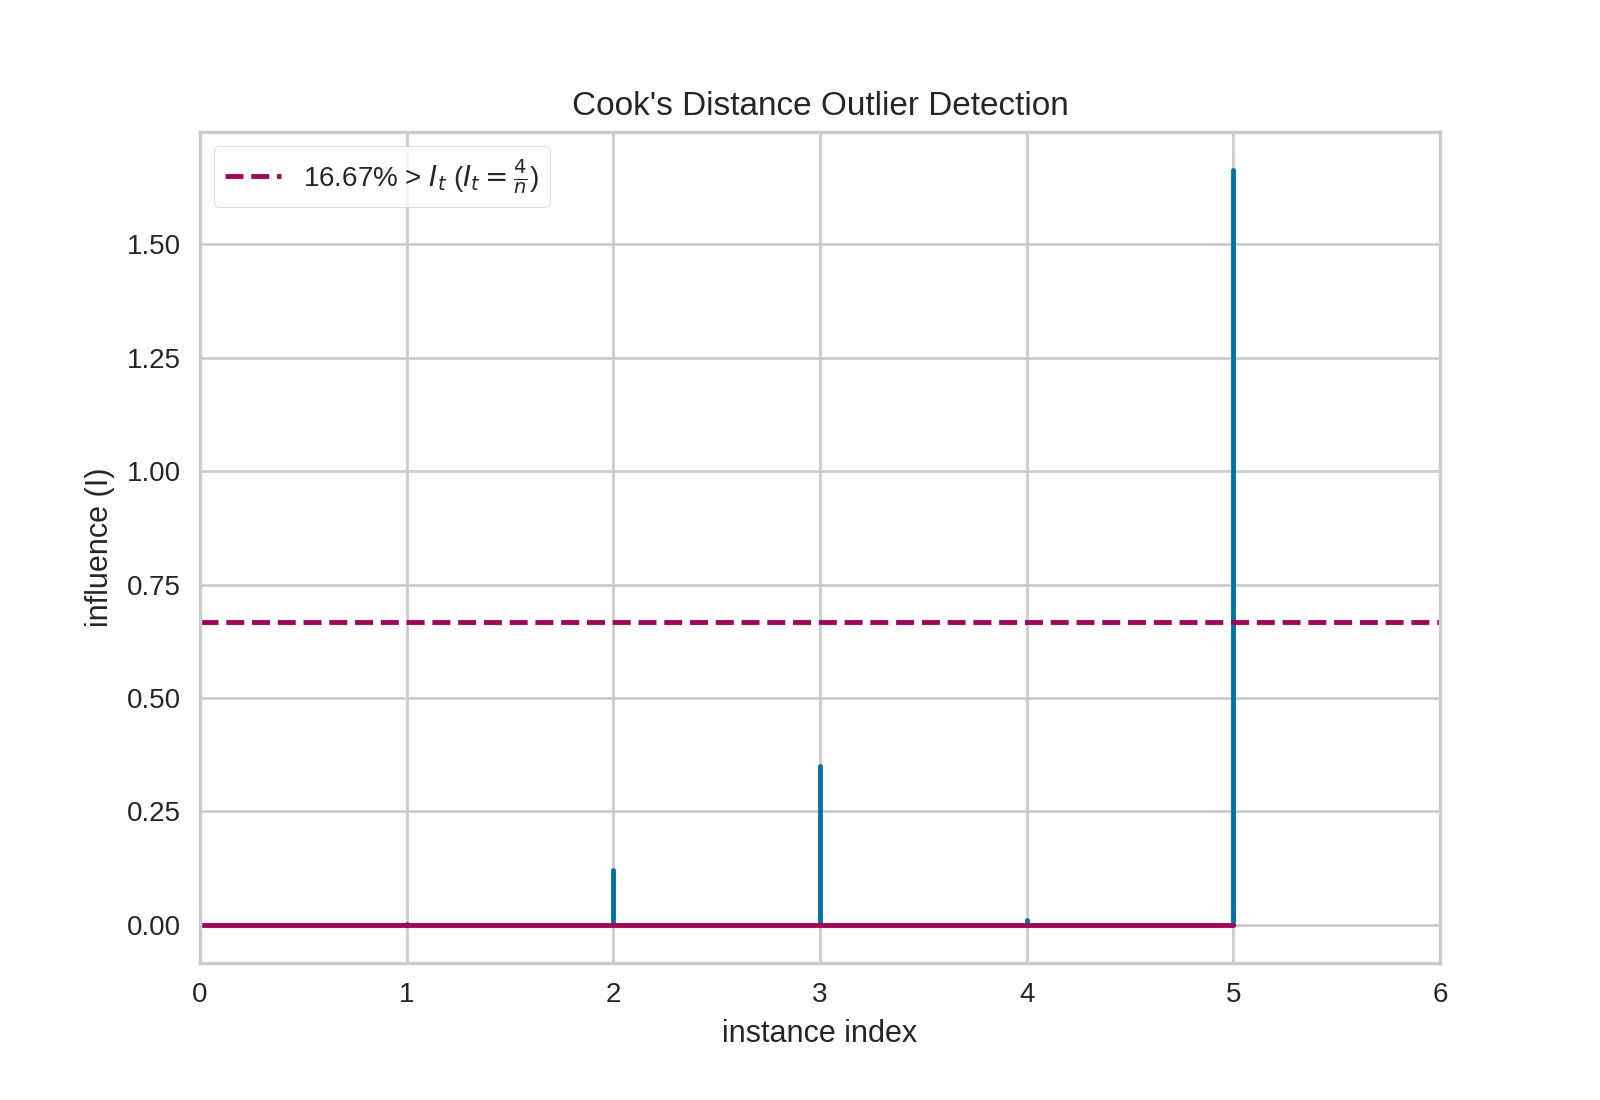 Cook's Distance Outlier Detection
16.67% > I_t (I_t = 4/n)
influence (I)
1.50
1.25
1.00
0.75
0.50
0.25
0.00
0 1 2 3 4 5 6
instance index